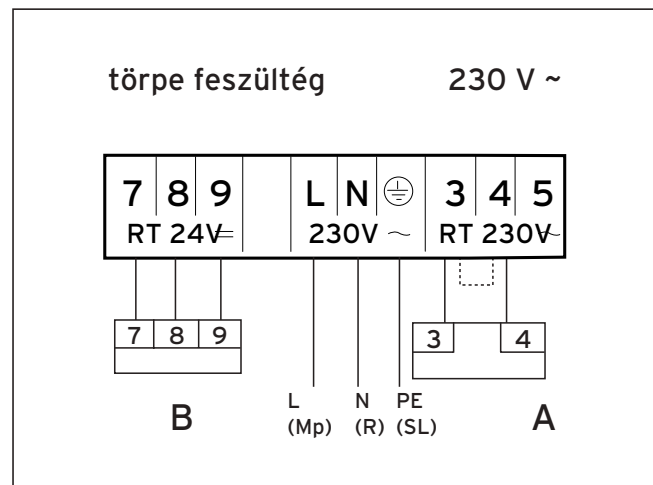 törpe feszültég 230 V ~
7 8 9 L N 3 4 5
RT 24V= 230V ~ RT 230V~
7 8 9 3 4
B L N PE A
(Mp) (R) (SL)